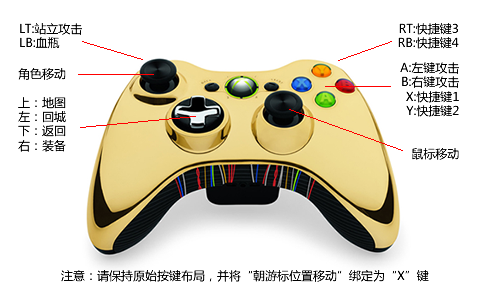 LT:站立攻击
LB:血瓶
角色移动
上：地图
左：回城
下：返回
右：装备
RT:快捷键3
RB:快捷键4
A:左键攻击
B:右键攻击
X:快捷键1
Y:快捷键2
鼠标移动
注意：请保持原始按键布局，并将“朝游标位置移动”绑定为“X”键